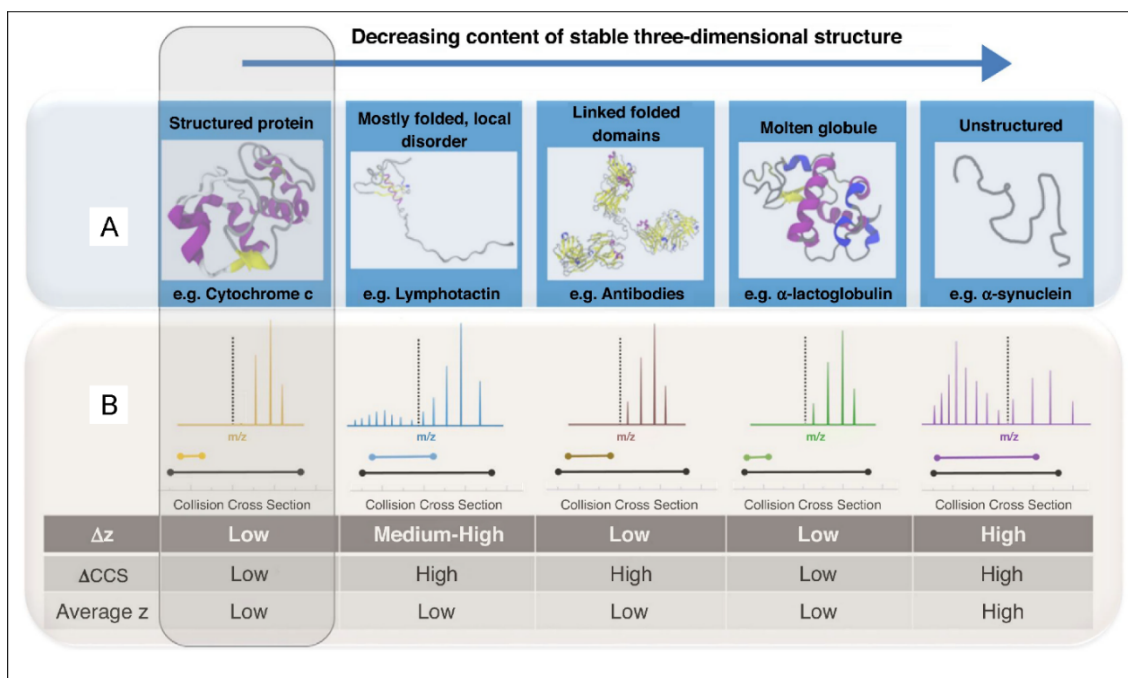 Decreasing content of stable three-dimensional structure
Structured protein
Mostly folded, local
disorder
Linked folded
domains
Molten globule
Unstructured
A
e.g. Cytochrome c
e.g. Lymphotactin
e.g. Antibodies
e.g. α-lactoglobulin
e.g. α-synuclein
B
m/z m/z m/z m/z m/z
Collision Cross Section Collision Cross Section Collision Cross Section Collision Cross Section Collision Cross Section
Δz Low Medium-High Low Low High
ΔCCS Low High High Low High
Average z Low Low Low Low High